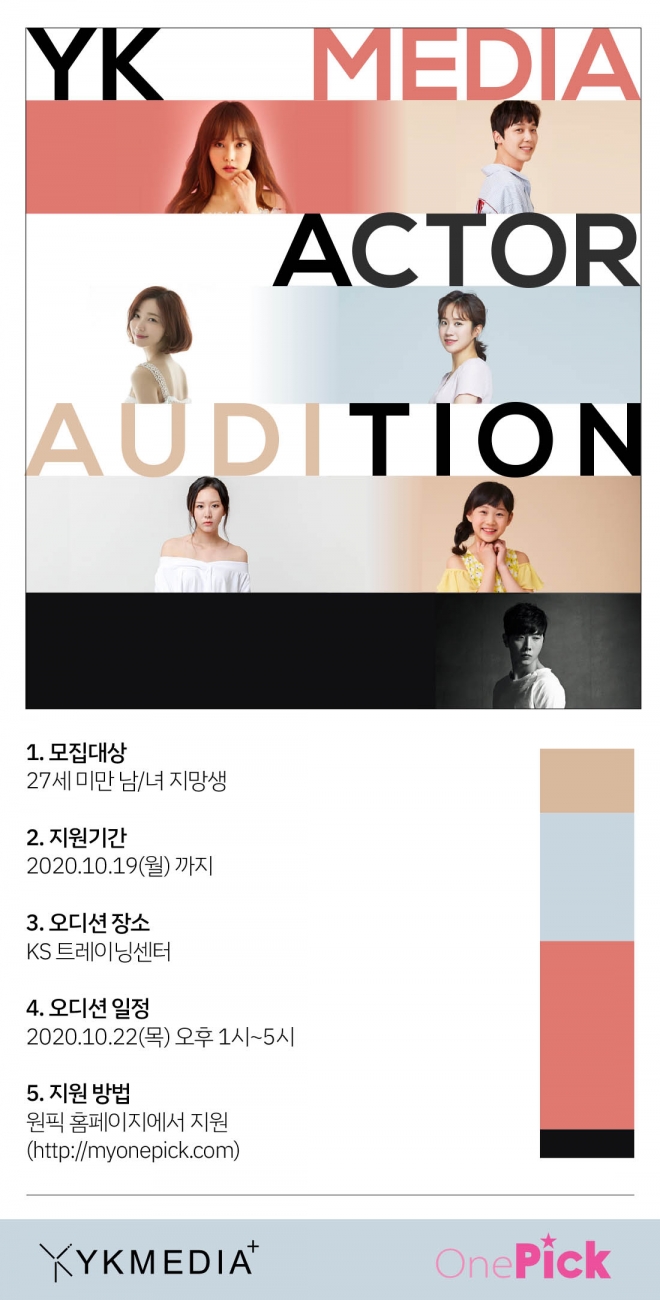 YK MEDIA
ACTOR
AUDITION
1. 모집대상
27세 미만 남/녀 지망생
2. 지원기간
2020.10.19(월) 까지
3. 오디션 장소
KS 트레이닝센터
4. 오디션 일정
2020.10.22(목) 오후 1시~5시
5. 지원 방법
원픽 홈페이지에서 지원
(http://myonepick.com)
YKMEDIA+
OnePick